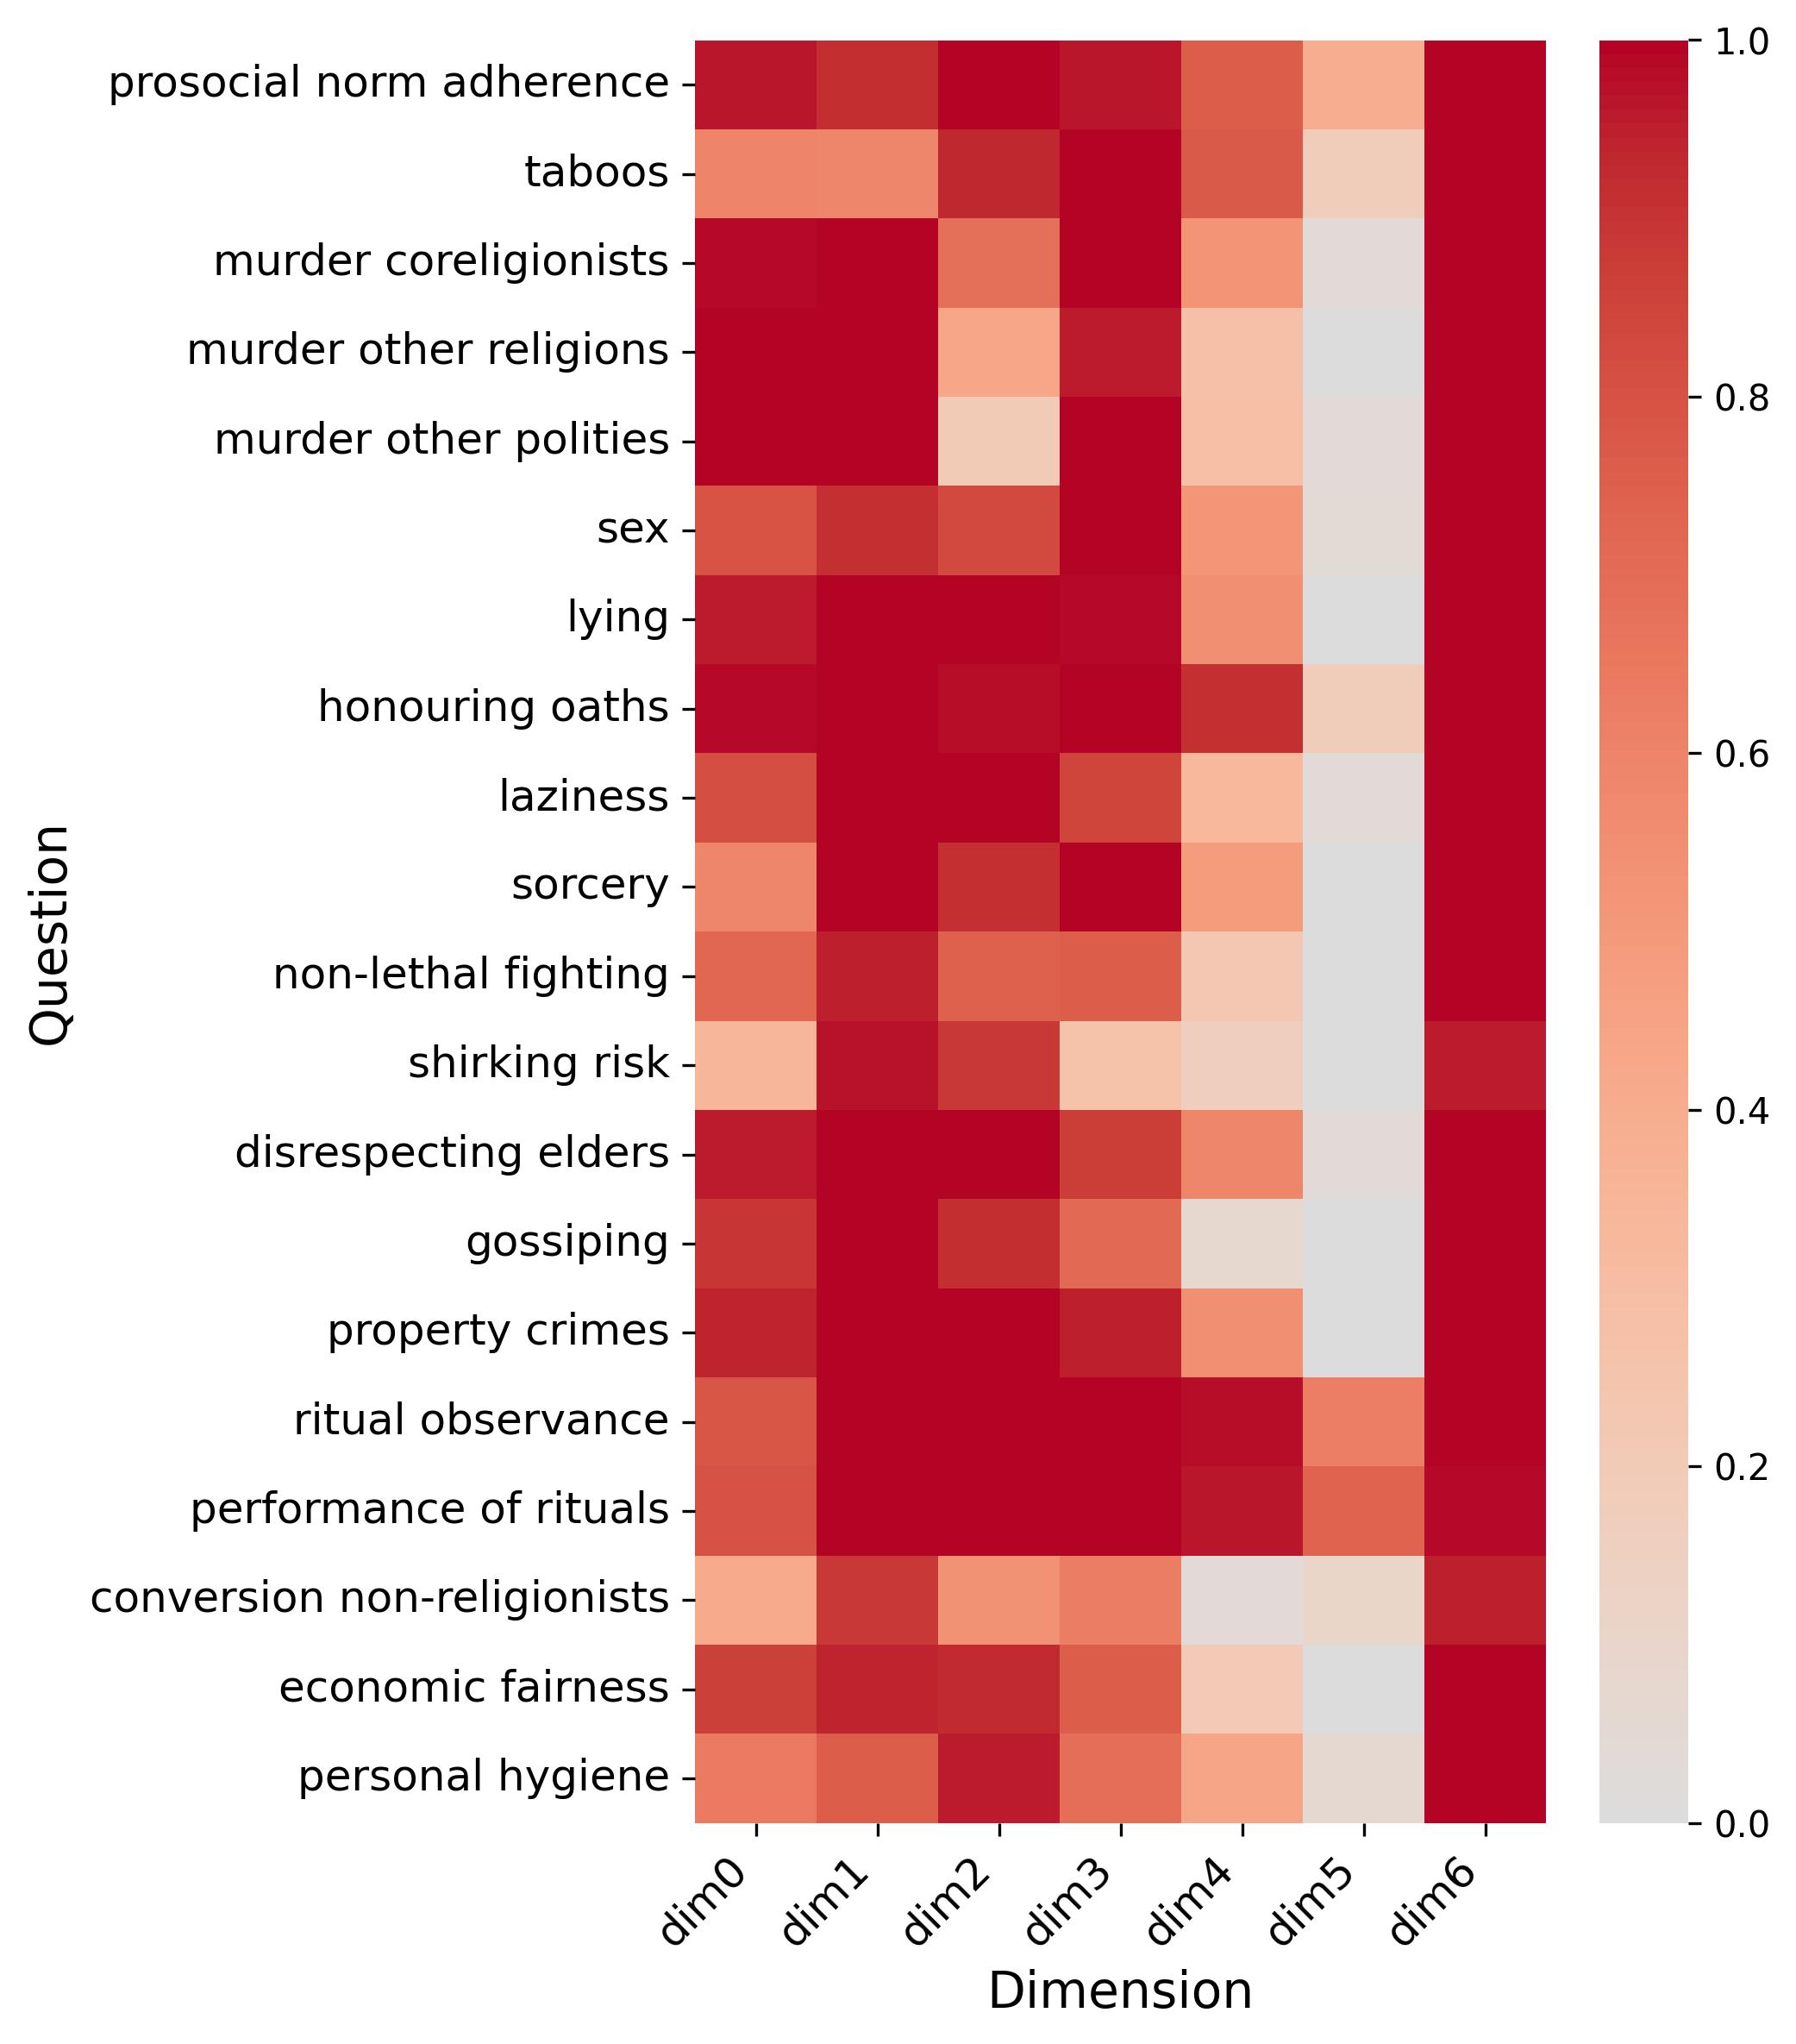 prosocial norm adherence
taboos
murder coreligionists
murder other religions
murder other polities
sex
lying
honouring oaths
laziness
sorcery
non-lethal fighting
shirking risk
disrespecting elders
gossiping
property crimes
ritual observance
performance of rituals
conversion non-religionists
economic fairness
personal hygiene
Question
dim0
dim1
dim2
dim3
dim4
dim5
dim6
Dimension
1.0
0.8
0.6
0.4
0.2
0.0